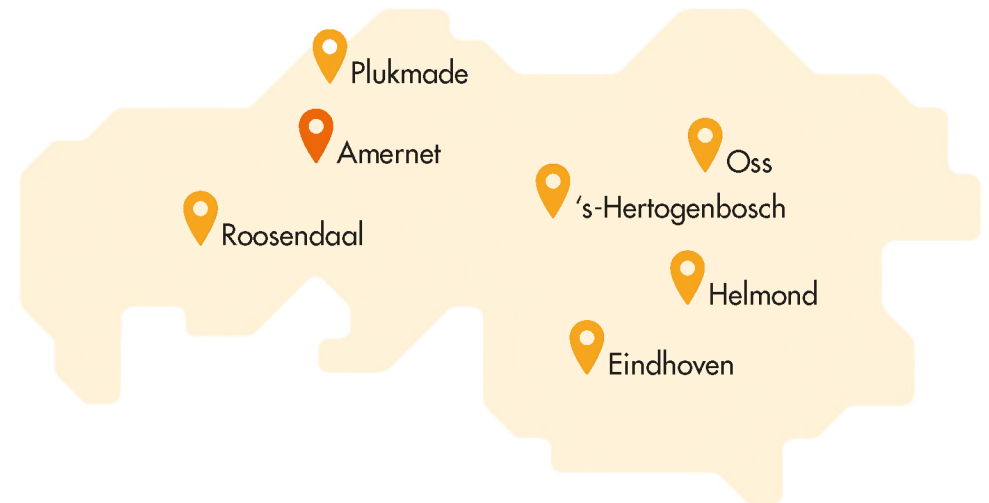 Plukmade
Amernet
Oss
‘s-Hertogenbosch
Roosendaal
Helmond
Eindhoven